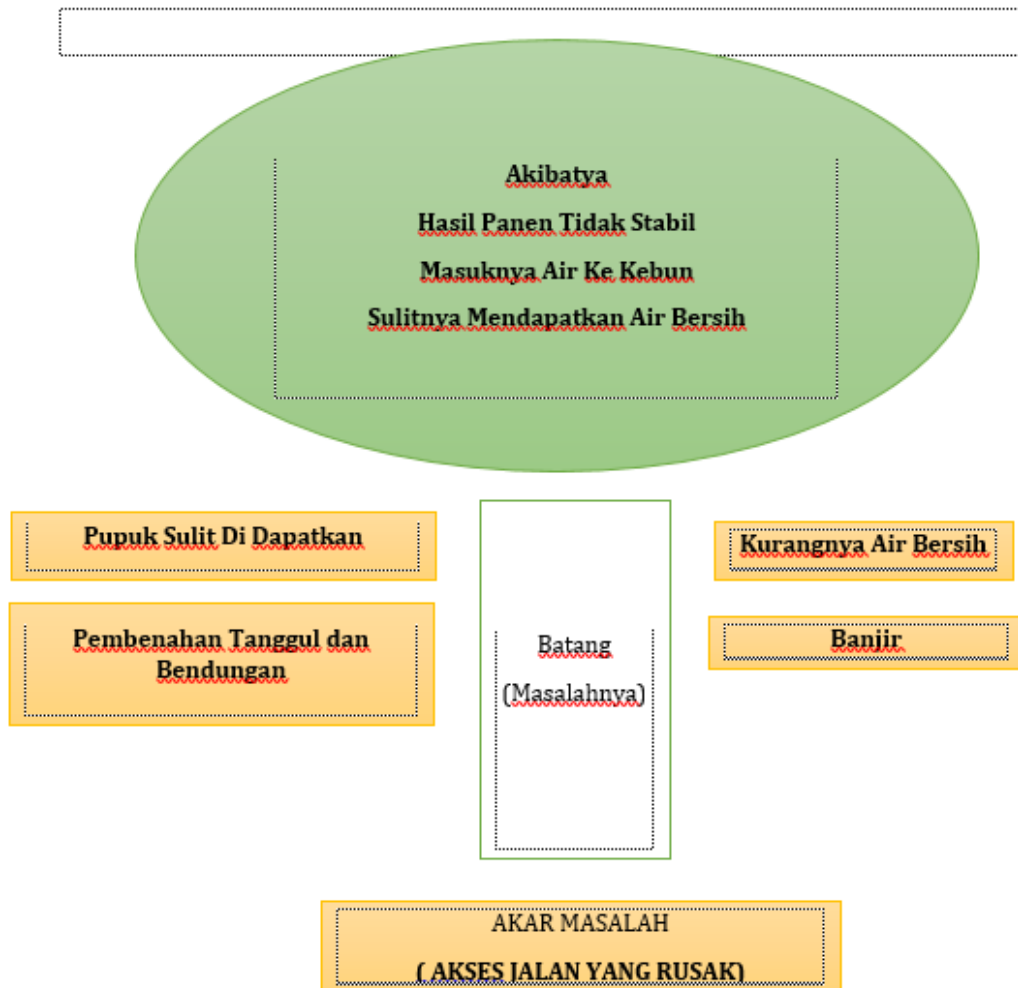 Akibatya
Hasil Panen Tidak Stabil
Masuknya Air Ke Kebun
Sulitnya Mendapatkan Air Bersih
Pupuk Sulit Di Dapatkan
Kurangnya Air Bersih
Pembenahan Tanggul dan
Bendungan
Banjir
Batang
(Masalahnya)
AKAR MASALAH
( AKSES JALAN YANG RUSAK)